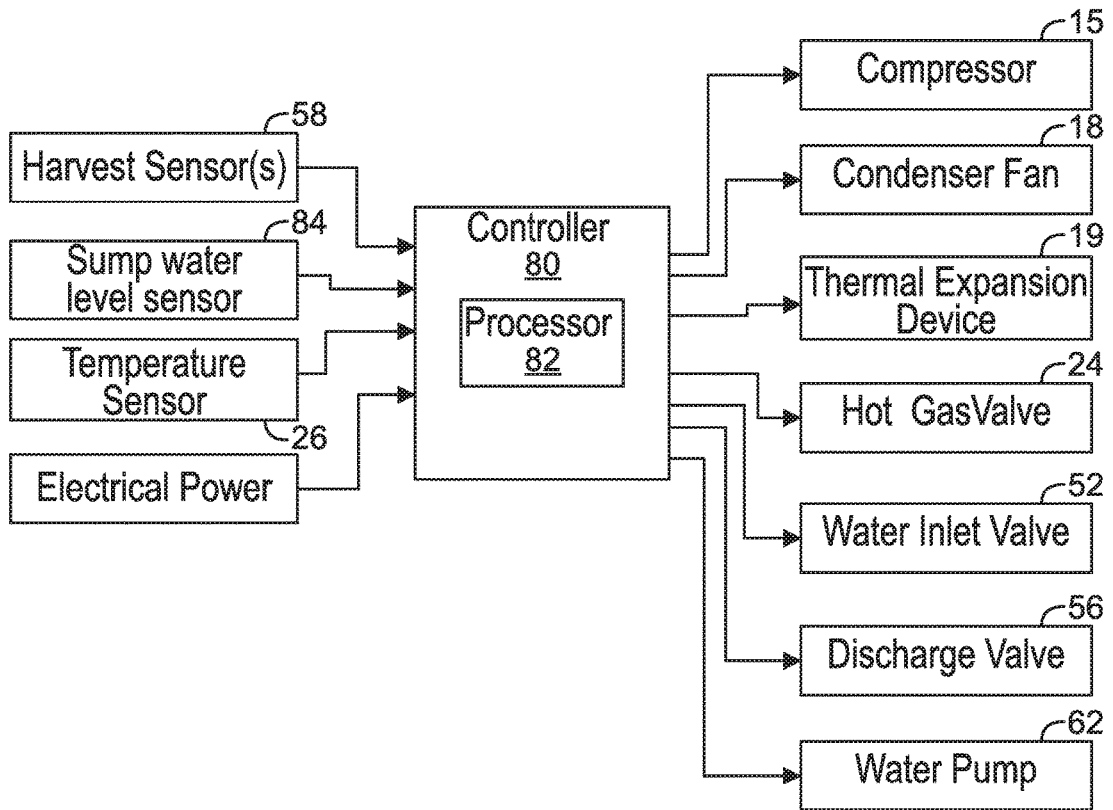 58
Harvest Sensor(s)
84
Sump water
level sensor
Temperature
Sensor
26
Electrical Power
Controller
80
Processor
82
15
Compressor
18
Condenser Fan
19
Thermal Expansion
Device
24
Hot GasValve
52
Water Inlet Valve
56
Discharge Valve
62
Water Pump